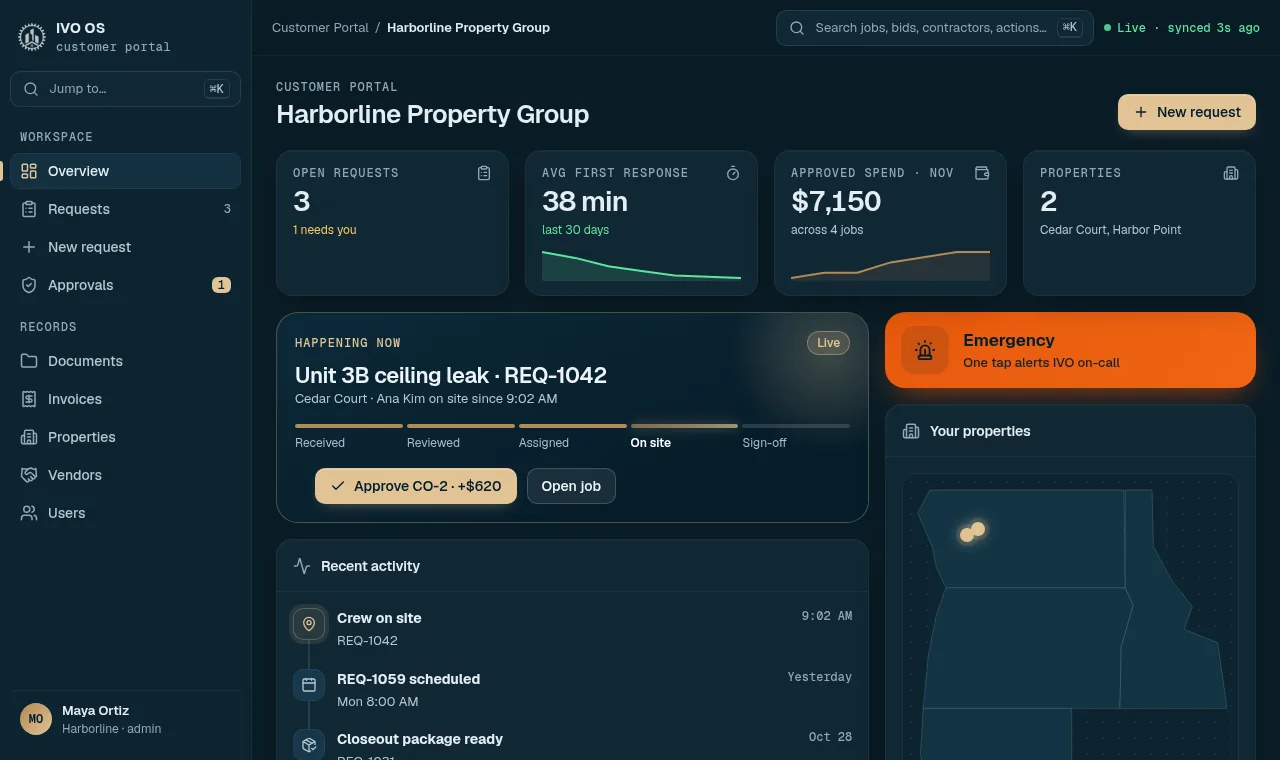 IVO OS
customer portal
Jump to…
⌘K
WORKSPACE
Overview
Requests
3
New request
Approvals
1
RECORDS
Documents
Invoices
Properties
Vendors
Users
MO
Maya Ortiz
Harborline · admin
Customer Portal / Harborline Property Group
Search jobs, bids, contractors, actions…
⌘K
Live · synced 3s ago
CUSTOMER PORTAL
Harborline Property Group
New request
OPEN REQUESTS
3
1 needs you
AVG FIRST RESPONSE
38 min
last 30 days
APPROVED SPEND · NOV
$7,150
across 4 jobs
PROPERTIES
2
Cedar Court, Harbor Point
HAPPENING NOW
Live
Unit 3B ceiling leak · REQ-1042
Cedar Court · Ana Kim on site since 9:02 AM
Received
Reviewed
Assigned
On site
Sign-off
Approve CO-2 · +$620
Open job
Emergency
One tap alerts IVO on-call
Your properties
Recent activity
Crew on site
9:02 AM
REQ-1042
REQ-1059 scheduled
Yesterday
Mon 8:00 AM
Closeout package ready
Oct 28